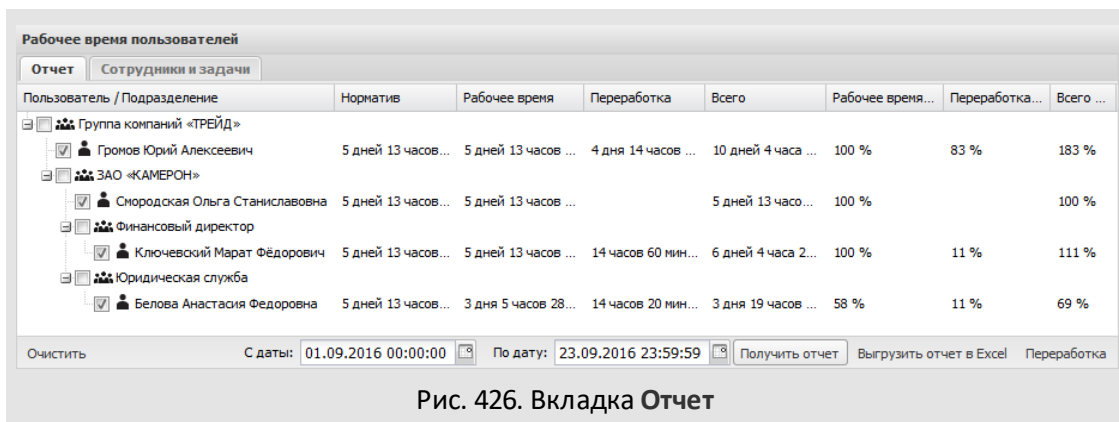 Рабочее время пользователей
Отчет Сотрудники и задачи
Пользователь / Подразделение Норматив Рабочее время Переработка Всего Рабочее время... Переработка... Всего ...
Группа компаний «ТРЕЙД»
Громов Юрий Алексеевич 5 дней 13 часов... 5 дней 13 часов ... 4 дня 14 часов ... 10 дней 4 часа ... 100 % 83 % 183 %
ЗАО «КАМЕРОН»
Смородская Ольга Станиславовна 5 дней 13 часов... 5 дней 13 часов ... 5 дней 13 часо... 100 % 100 %
Финансовый директор
Ключевский Марат Фёдорович 5 дней 13 часов... 5 дней 13 часов ... 14 часов 60 мин... 6 дней 4 часа 2... 100 % 11 % 111 %
Юридическая служба
Белова Анастасия Федоровна 5 дней 13 часов... 3 дня 5 часов 28... 14 часов 20 мин... 3 дня 19 часов ... 58 % 11 % 69 %
Очистить С даты: 01.09.2016 00:00:00 По дату: 23.09.2016 23:59:59 Получить отчет Выгрузить отчет в Excel Переработка
Рис. 426. Вкладка Отчет